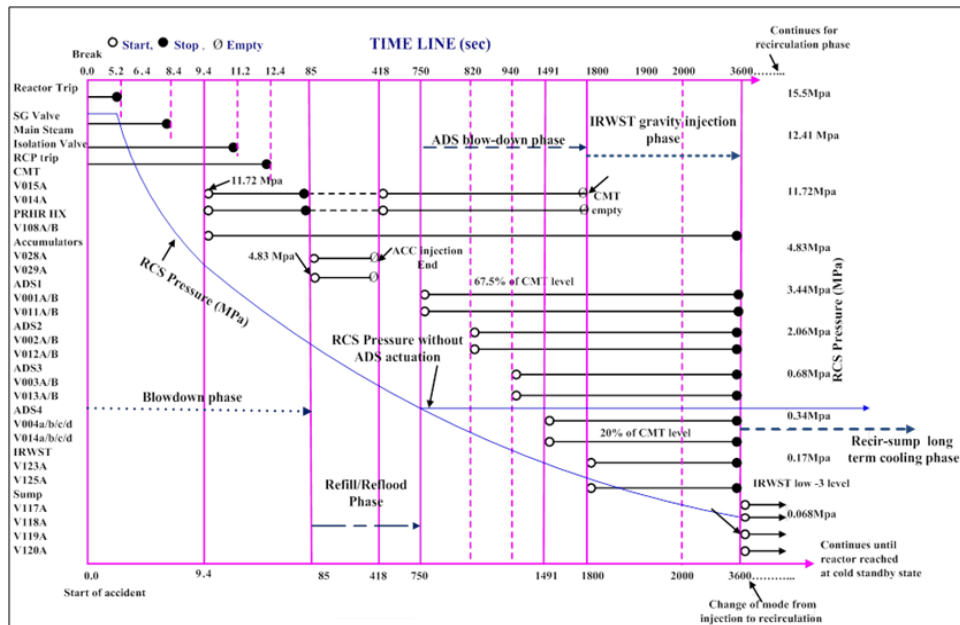 Break
○ Start, ● Stop , Ø Empty
TIME LINE (sec)
Continues for
recirculation phase
0.0 5.2 6.4 8.4 9.4 11.2 12.4 85 418 750 820 940 1491 1800 1900 2000 3600..........
Reactor Trip
15.5Mpa
SG Valve
Main Steam
Isolation Valve
RCP trip
CMT
V015A
V014A
PRHR HX
V108A/B
Accumulators
V028A
V029A
ADS1
V001A/B
V011A/B
ADS2
V002A/B
V012A/B
ADS3
V003A/B
V013A/B
ADS4
V004a/b/c/d
V014a/b/c/d
IRWST
V123A
V125A
Sump
V117A
V118A
V119A
V120A
ADS blow-down phase
IRWST gravity injection
phase
12.41 Mpa
11.72 Mpa
CMT
Ø empty
11.72Mpa
RCS Pressure (MPa)
4.83 Mpa
ACC injection
End
4.83Mpa
67.5% of CMT level
3.44Mpa
RCS Pressure without
ADS actuation
2.06Mpa
RCS Pressure (MPa)
0.68Mpa
Blowdown phase
0.34Mpa
20% of CMT level
Recir-sump long
term cooling phase
0.17Mpa
Refill/Reflood
Phase
IRWST low -3 level
0.068Mpa
Continues until
reactor reached
at cold standby state
0.0 9.4 85 418 750 1491 1800 2000 3600..........
Start of accident
Change of mode from
injection to recirculation